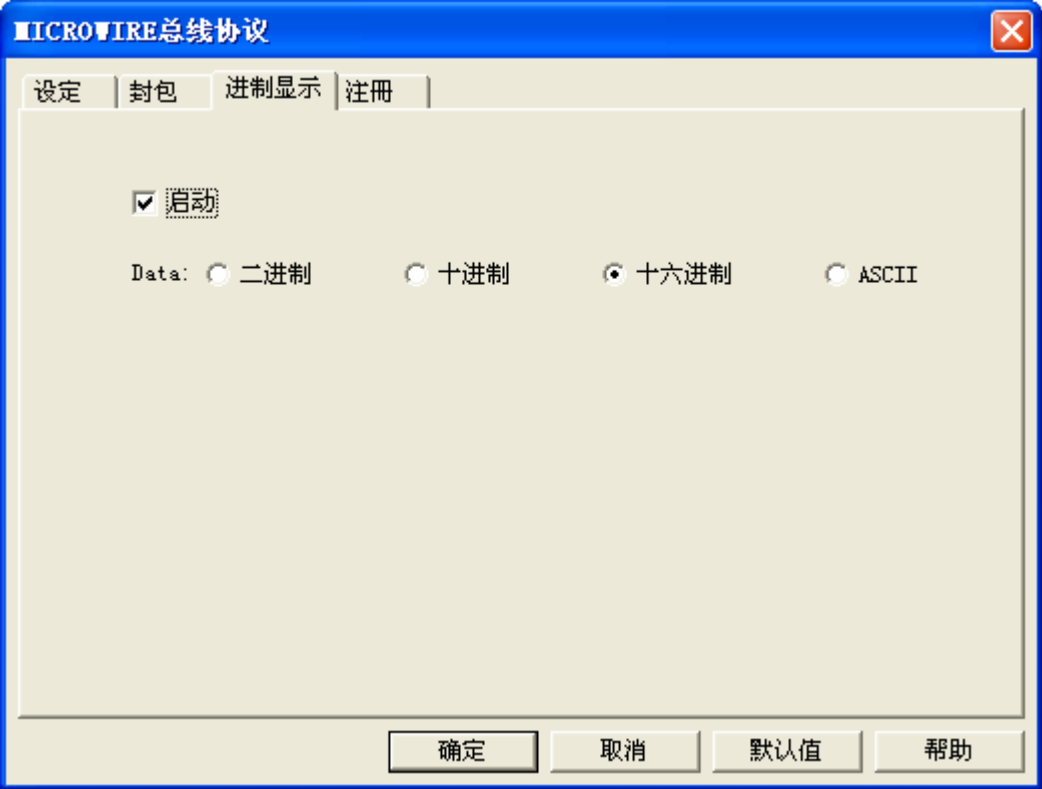 MICROWIRE总线协议
设定 封包 进制显示 注册
启动
Data: 二进制 十进制 十六进制 ASCII
确定 取消 默认值 帮助